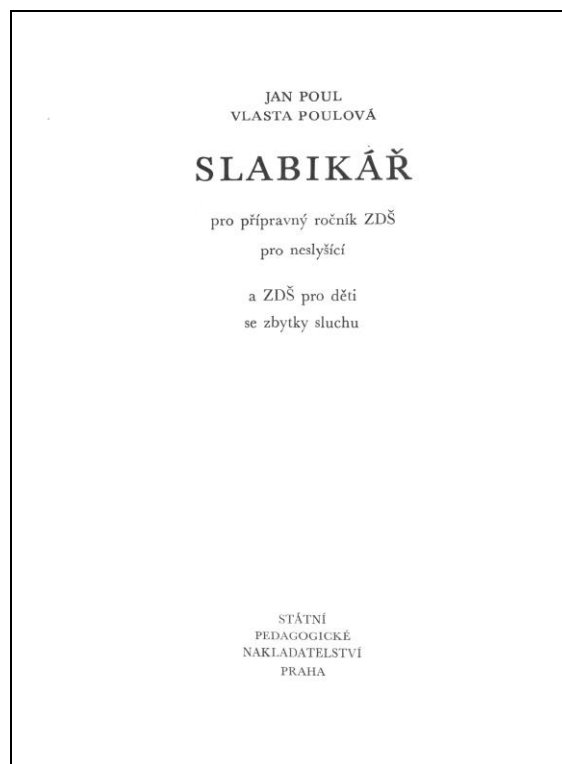 JAN POUL
VLASTA POULOVÁ
SLABIKÁŘ
pro přípravný ročník ZDŠ
pro neslyšící
a ZDŠ pro děti
se zbytky sluchu
STÁTNÍ
PEDAGOGICKÉ
NAKLADATELSTVÍ
PRAHA